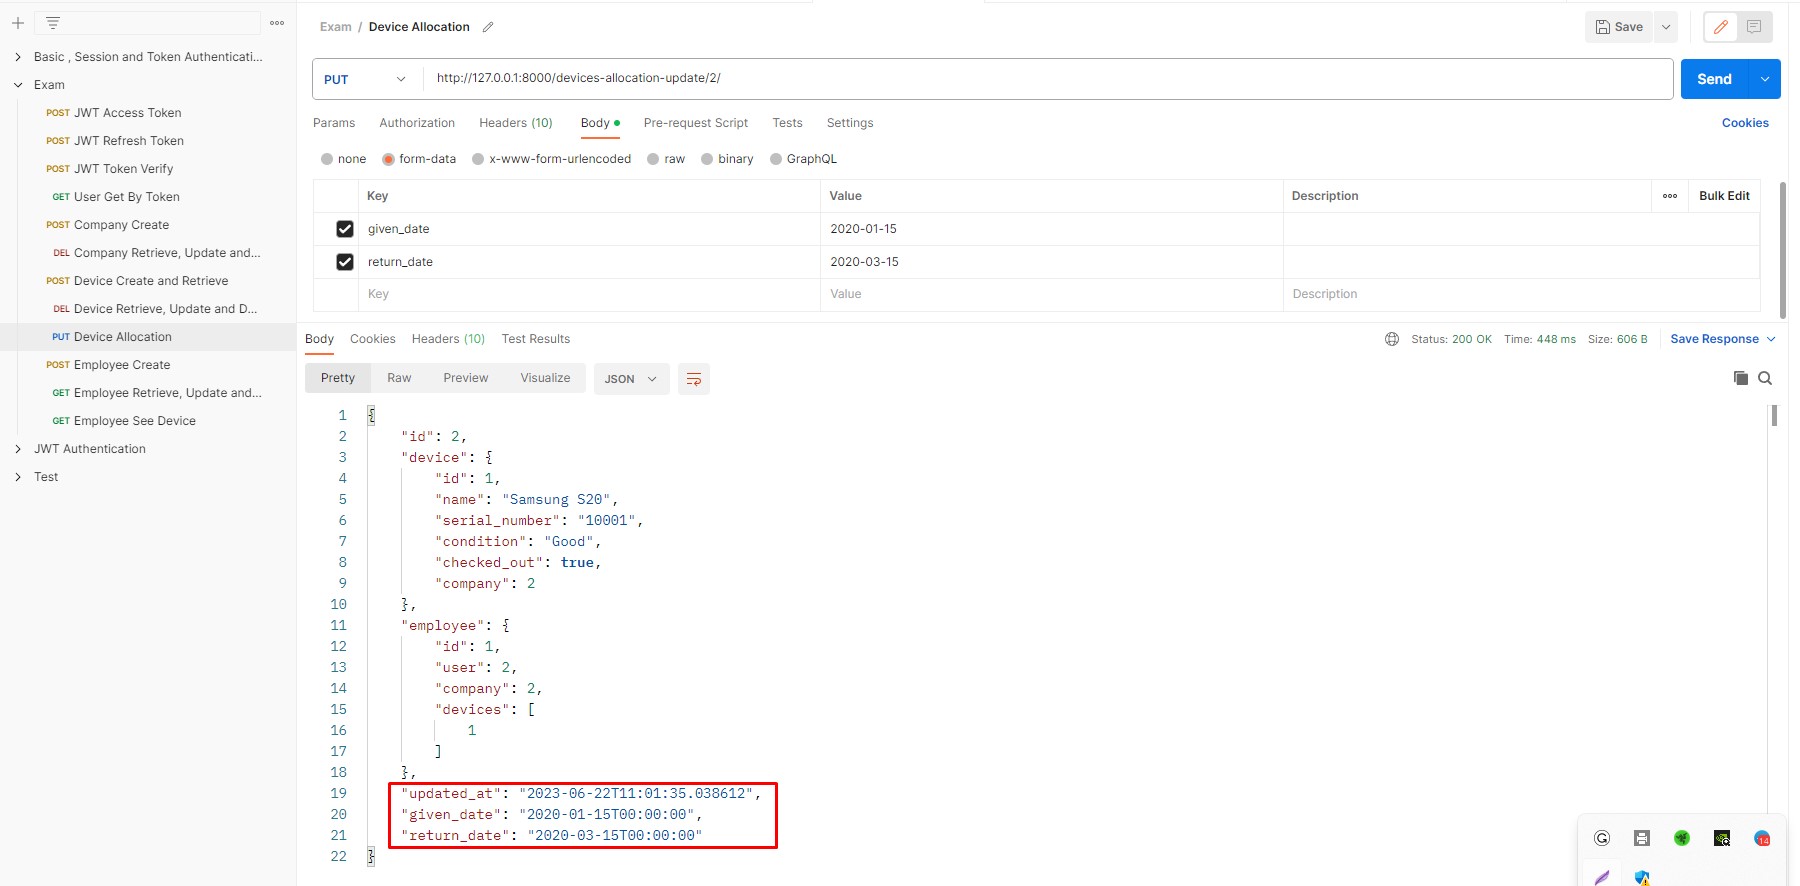 Exam / Device Allocation
Save
Basic , Session and Token Authenticati...
Exam
POST JWT Access Token
POST JWT Refresh Token
POST JWT Token Verify
GET User Get By Token
POST Company Create
DEL Company Retrieve, Update and...
POST Device Create and Retrieve
DEL Device Retrieve, Update and D...
PUT Device Allocation
POST Employee Create
GET Employee Retrieve, Update and...
GET Employee See Device
JWT Authentication
Test
PUT http://127.0.0.1:8000/devices-allocation-update/2/ Send
Params Authorization Headers (10) Body Pre-request Script Tests Settings Cookies
none form-data x-www-form-urlencoded raw binary GraphQL
Key Value Description Bulk Edit
given_date 2020-01-15
return_date 2020-03-15
Key Value Description
Body Cookies Headers (10) Test Results Status: 200 OK Time: 448 ms Size: 606 B Save Response
Pretty Raw Preview Visualize JSON
1 {
2 "id": 2,
3 "device": {
4 "id": 1,
5 "name": "Samsung S20",
6 "serial_number": "10001",
7 "condition": "Good",
8 "checked_out": true,
9 "company": 2
10 },
11 "employee": {
12 "id": 1,
13 "user": 2,
14 "company": 2,
15 "devices": [
16 1
17 ]
18 },
19 "updated_at": "2023-06-22T11:01:35.038612",
20 "given_date": "2020-01-15T00:00:00",
21 "return_date": "2020-03-15T00:00:00"
22 }
14